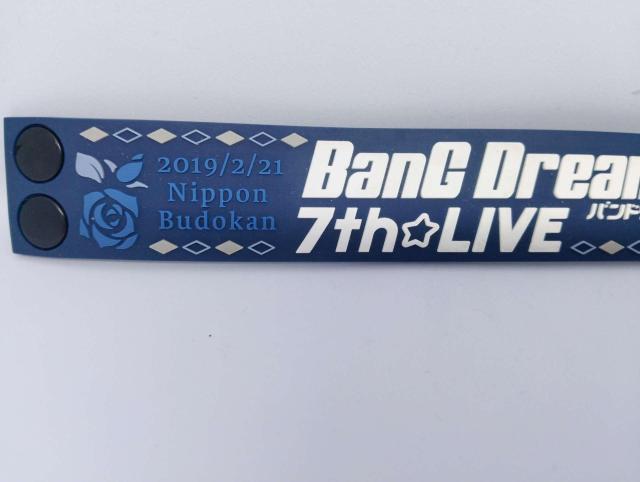 2019/2/21
Nippon
Budokan
BanG Drea
バンド
7th☆LIVE